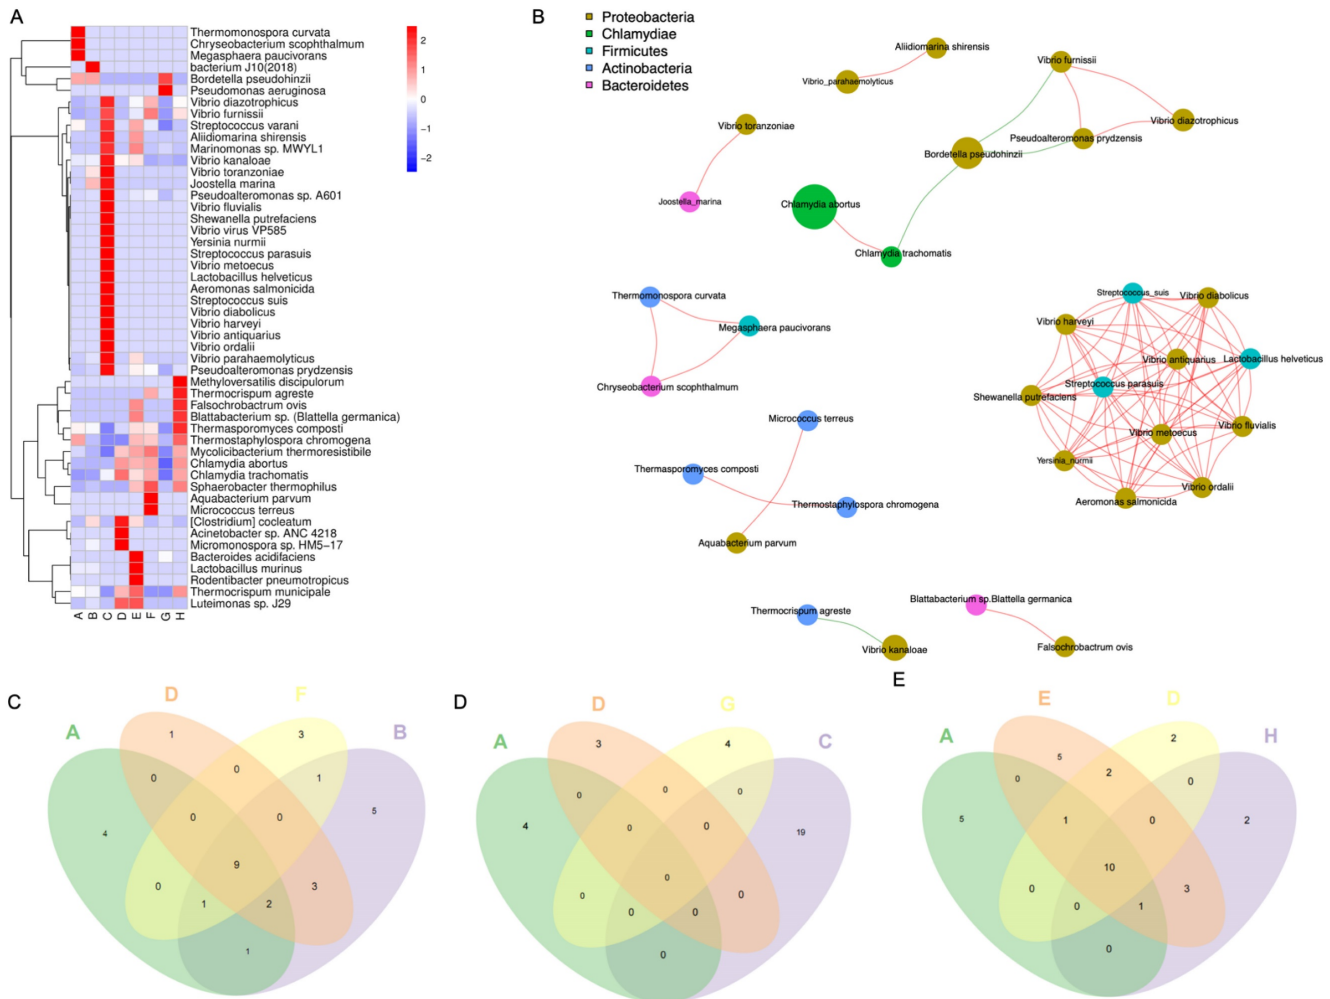 A
Thermomonospora curvata
Chryseobacterium scophthalmum
Megasphaera paucivorans
bacterium J10(2018)
Bordetella pseudohinzii
Pseudomonas aeruginosa
Vibrio diazotrophicus
Vibrio furnissii
Streptococcus varani
Aliidiomarina shirensis
Marinomonas sp. MWYL1
Vibrio kanaloae
Vibrio toranzoniae
Joostella marina
Pseudoalteromonas sp. A601
Vibrio fluvialis
Shewanella putrefaciens
Vibrio virus VP585
Yersinia nurmii
Streptococcus parasuis
Vibrio metoecus
Lactobacillus helveticus
Aeromonas salmonicida
Streptococcus suis
Vibrio diabolicus
Vibrio harveyi
Vibrio antiquarius
Vibrio ordalii
Vibrio parahaemolyticus
Pseudoalteromonas prydzensis
Methyloversatilis discipulorum
Thermocrispum agreste
Falsochrobactrum ovis
Blattabacterium sp. (Blattella germanica)
Thermasporomyces composti
Thermostaphylospora chromogena
Mycolicibacterium thermoresistibile
Chlamydia abortus
Chlamydia trachomatis
Sphaerobacter thermophilus
Aquabacterium parvum
Micrococcus terreus
[Clostridium] cocleatum
Acinetobacter sp. ANC 4218
Micromonospora sp. HM5−17
Bacteroides acidifaciens
Lactobacillus murinus
Rodentibacter pneumotropicus
Thermocrispum municipale
Luteimonas sp. J29
A B C D E F G H
2
1
0
−1
−2
B
Proteobacteria
Chlamydiae
Firmicutes
Actinobacteria
Bacteroidetes
Aliidiomarina shirensis
Vibrio_parahaemolyticus
Vibrio furnissii
Vibrio toranzoniae
Vibrio diazotrophicus
Pseudoalteromonas prydzensis
Bordetella pseudohinzii
Joostella_marina
Chlamydia abortus
Chlamydia trachomatis
Thermomonospora curvata
Megasphaera paucivorans
Chryseobacterium scophthalmum
Streptococcus_suis
Vibrio diabolicus
Vibrio harveyi
Vibrio antiquarius
Lactobacillus helveticus
Streptococcus parasuis
Shewanella putrefaciens
Vibrio metoecus
Vibrio fluvialis
Yersinia_nurmii
Vibrio ordalii
Aeromonas salmonicida
Micrococcus terreus
Thermasporomyces composti
Thermostaphylospora chromogena
Aquabacterium parvum
Thermocrispum agreste
Vibrio kanaloae
Blattabacterium sp.Blattella germanica
Falsochrobactrum ovis
C
A
D
F
B
1
3
0
0
1
4
5
0
0
9
0
3
1
2
1
D
A
D
G
C
3
4
0
0
0
4
0
0
19
0
0
0
0
0
0
E
A
E
D
H
5
2
0
2
0
5
1
0
2
10
0
3
0
1
0